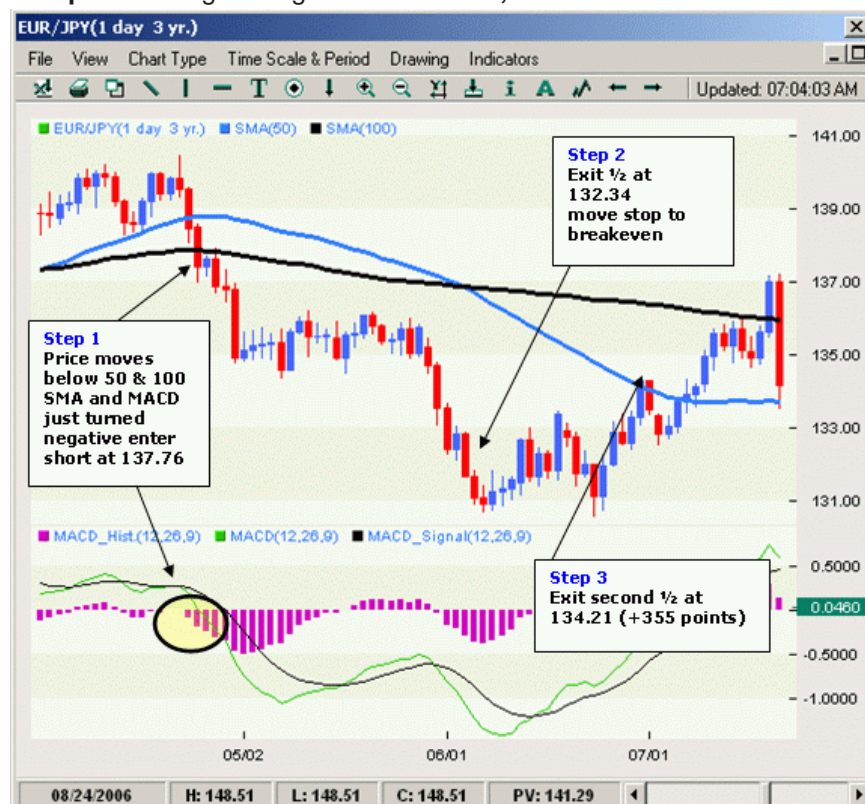 EUR/JPY(1 day 3 yr.)
File View Chart Type Time Scale & Period Drawing Indicators
T i A Updated: 07:04:03 AM
EUR/JPY(1 day 3 yr.) SMA(50) SMA(100)
141.00
139.00
137.00
135.00
133.00
131.00
Step 2
Exit ½ at
132.34
move stop to
breakeven
Step 1
Price moves
below 50 & 100
SMA and MACD
just turned
negative enter
short at 137.76
MACD_Hist.(12,26,9) MACD(12,26,9) MACD_Signal(12,26,9)
Step 3
Exit second ½ at
134.21 (+355 points)
0.5000
0.0460
-0.5000
-1.0000
05/02 06/01 07/01
08/24/2006 H: 148.51 L: 148.51 C: 148.51 PV: 141.29